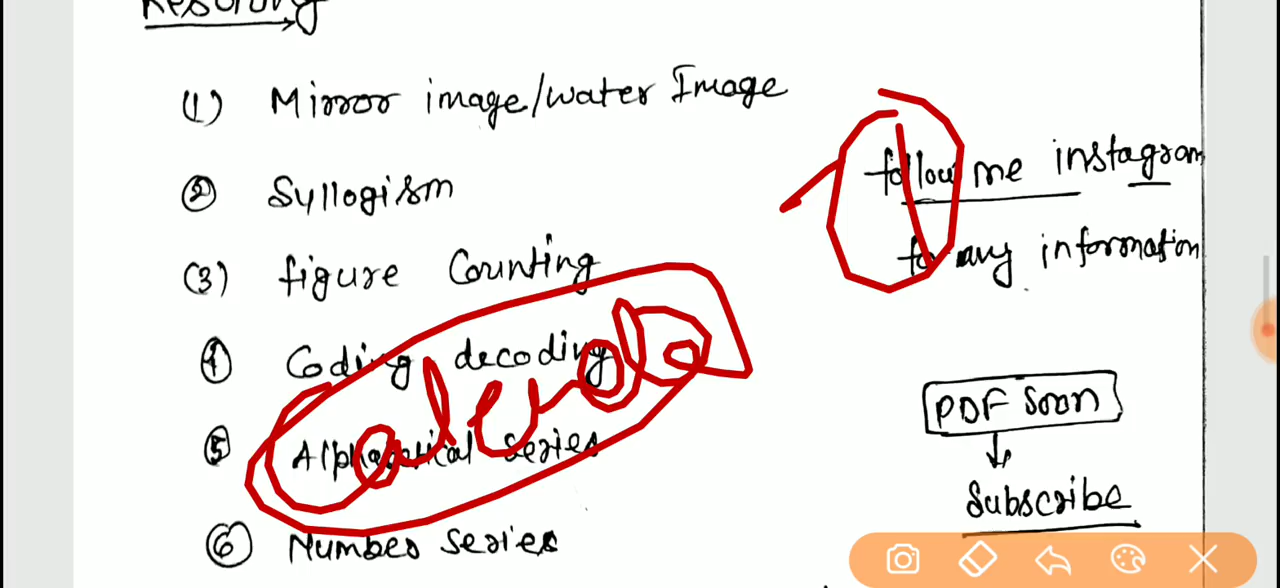 Resoning
(1) Mirror image/water Image
(2) Syllogism
(3) figure Counting
(4) Coding decoding
(5) Alphabetical series
(6) Number series
follow me instagram
for any information
PDF Soon
Subscribe